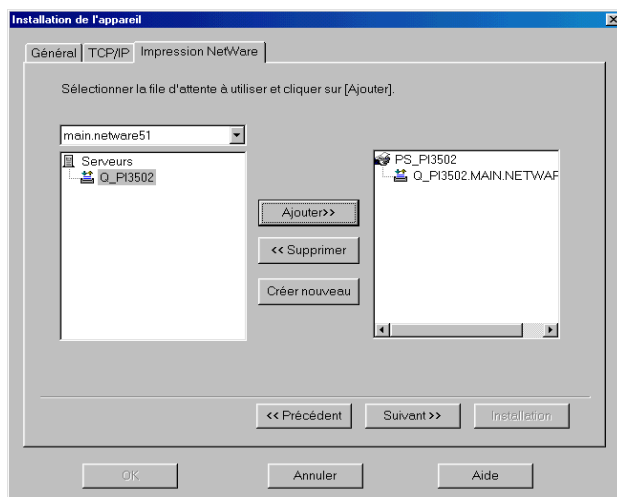 Installation de l'appareil
Général TCP/IP Impression NetWare
Sélectionner la file d'attente à utiliser et cliquer sur [Ajouter].
main.netware51
Serveurs
Q_PI3502
Ajouter>>
<< Supprimer
Créer nouveau
PS_PI3502
Q_PI3502.MAIN.NETWAR
<< Précédent Suivant >> Installation
OK Annuler Aide